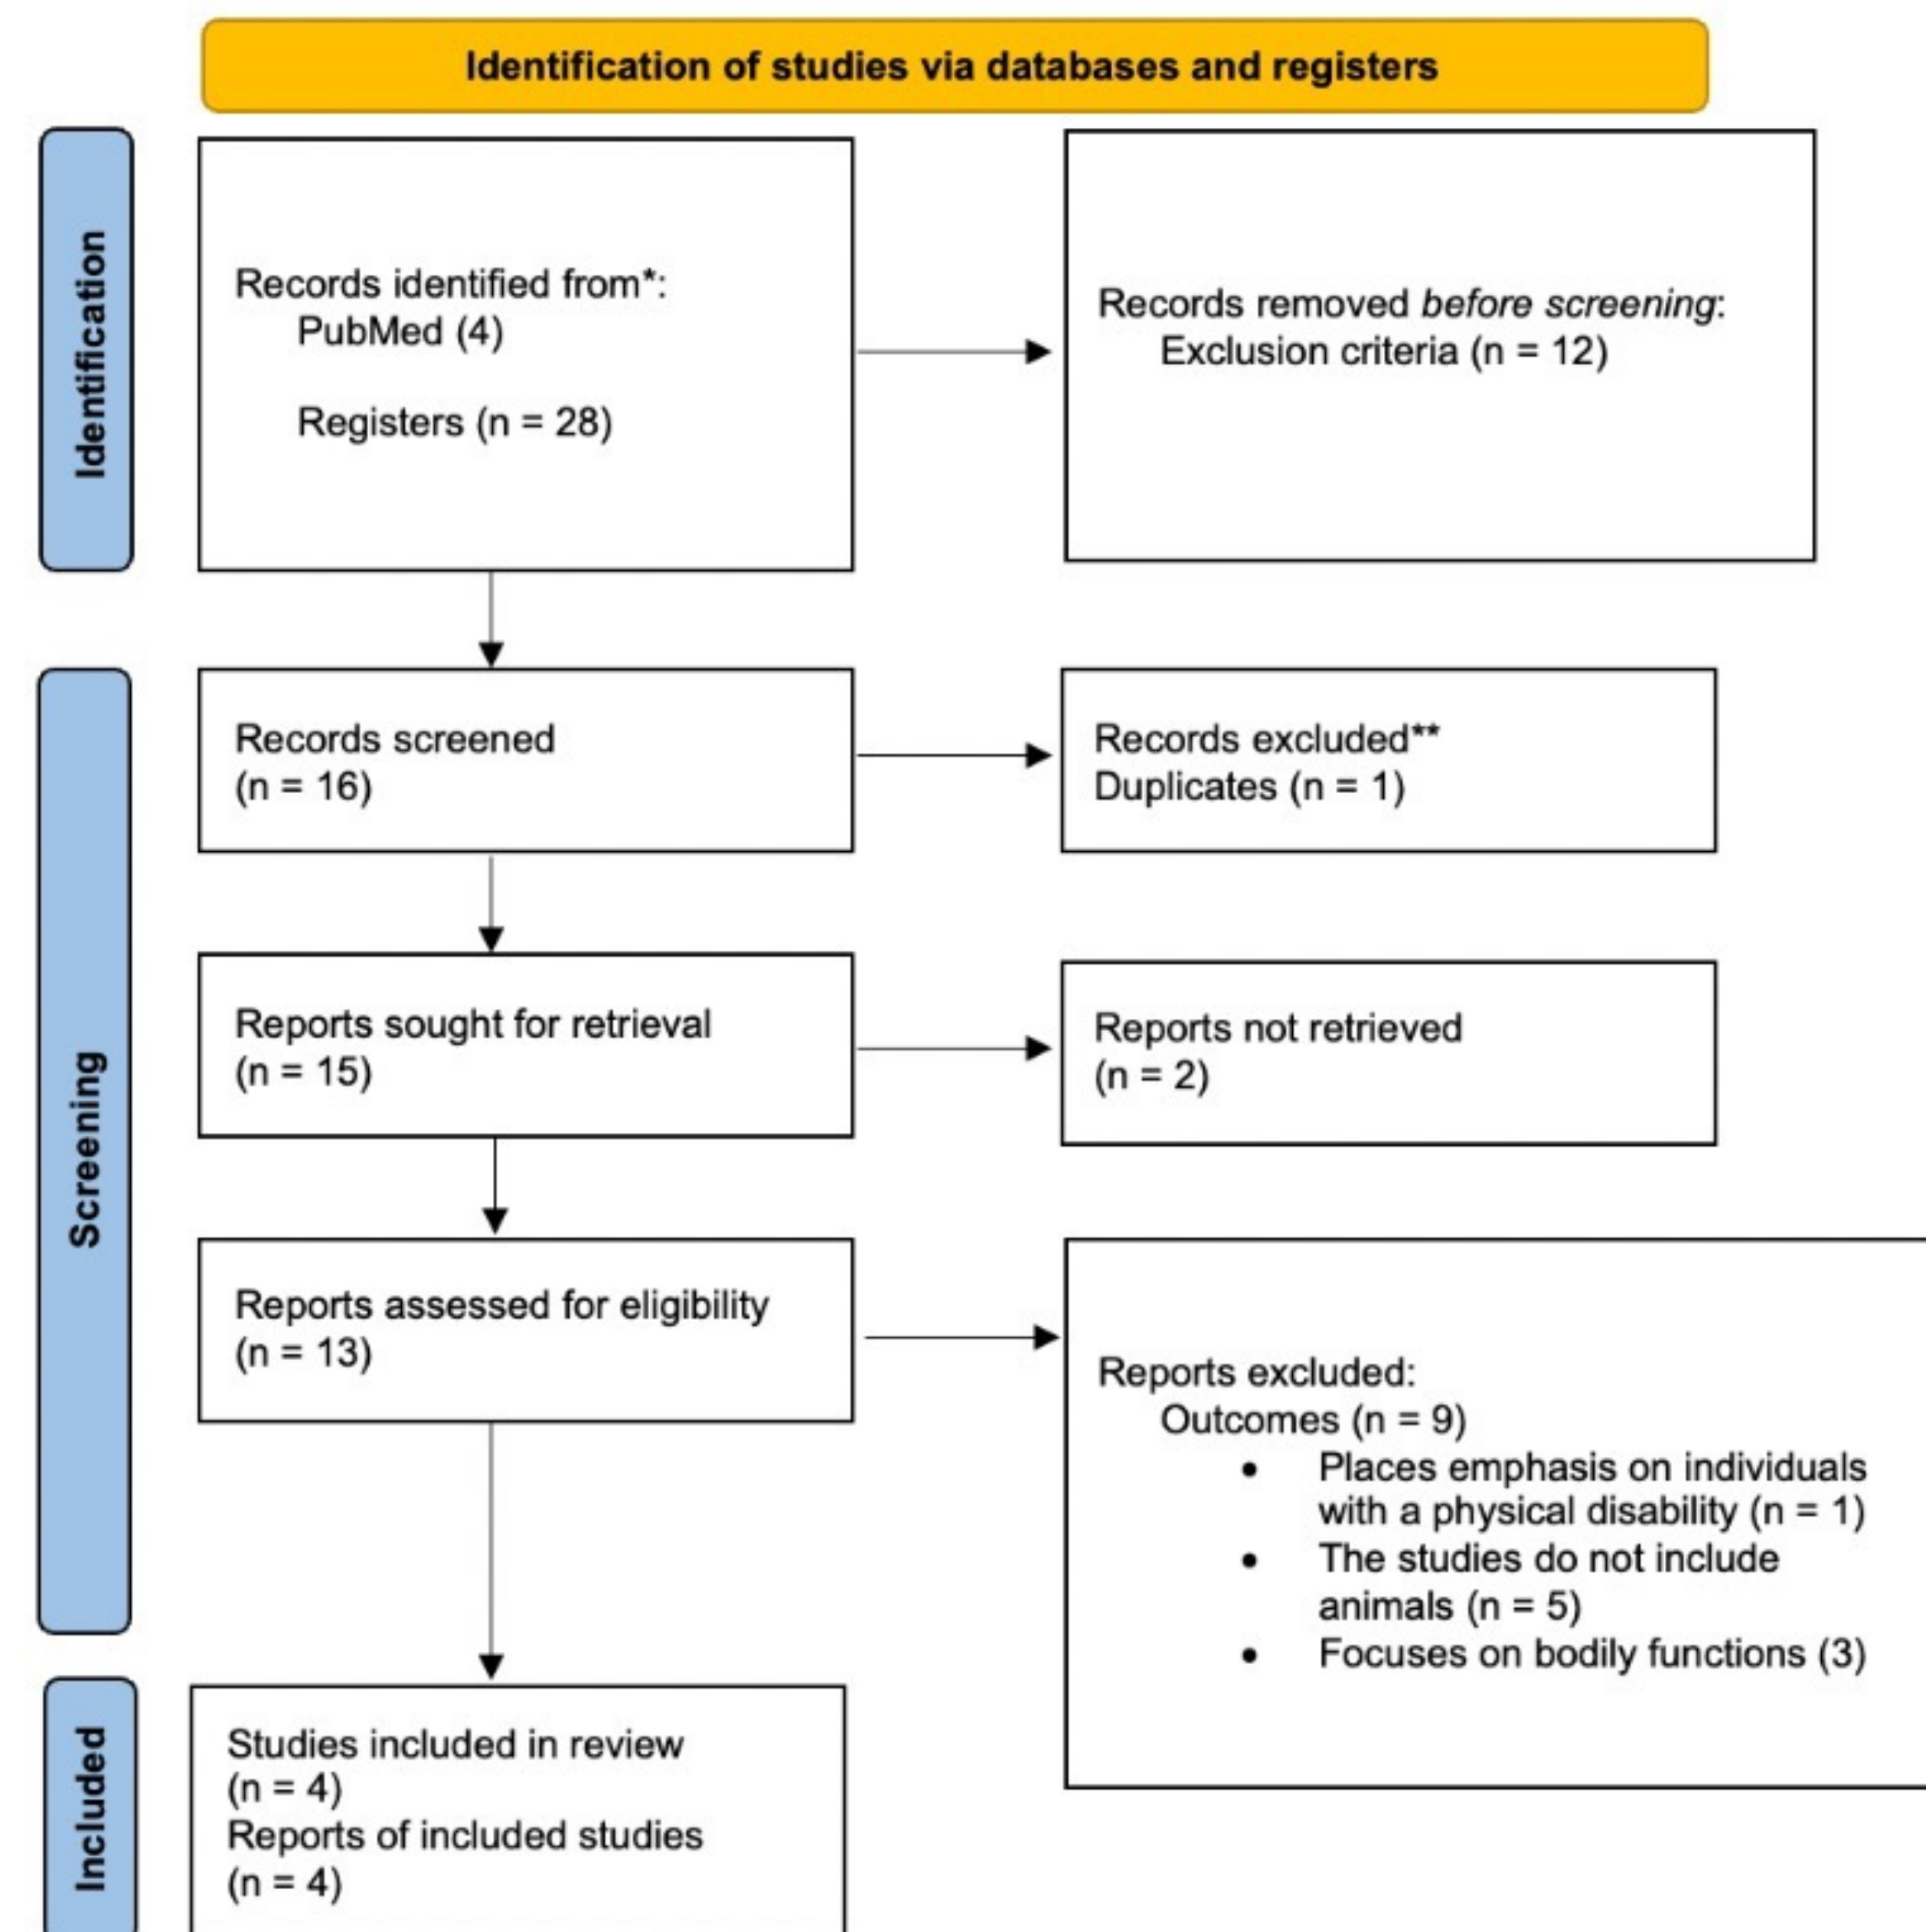 Identification of studies via databases and registers
Identification
Records identified from*:
PubMed (4)
Registers (n = 28)
Records removed before screening:
Exclusion criteria (n = 12)
Screening
Records screened
(n = 16)
Records excluded**
Duplicates (n = 1)
Reports sought for retrieval
(n = 15)
Reports not retrieved
(n = 2)
Reports assessed for eligibility
(n = 13)
Reports excluded:
Outcomes (n = 9)
• Places emphasis on individuals
with a physical disability (n = 1)
• The studies do not include
animals (n = 5)
• Focuses on bodily functions (3)
Included
Studies included in review
(n = 4)
Reports of included studies
(n = 4)